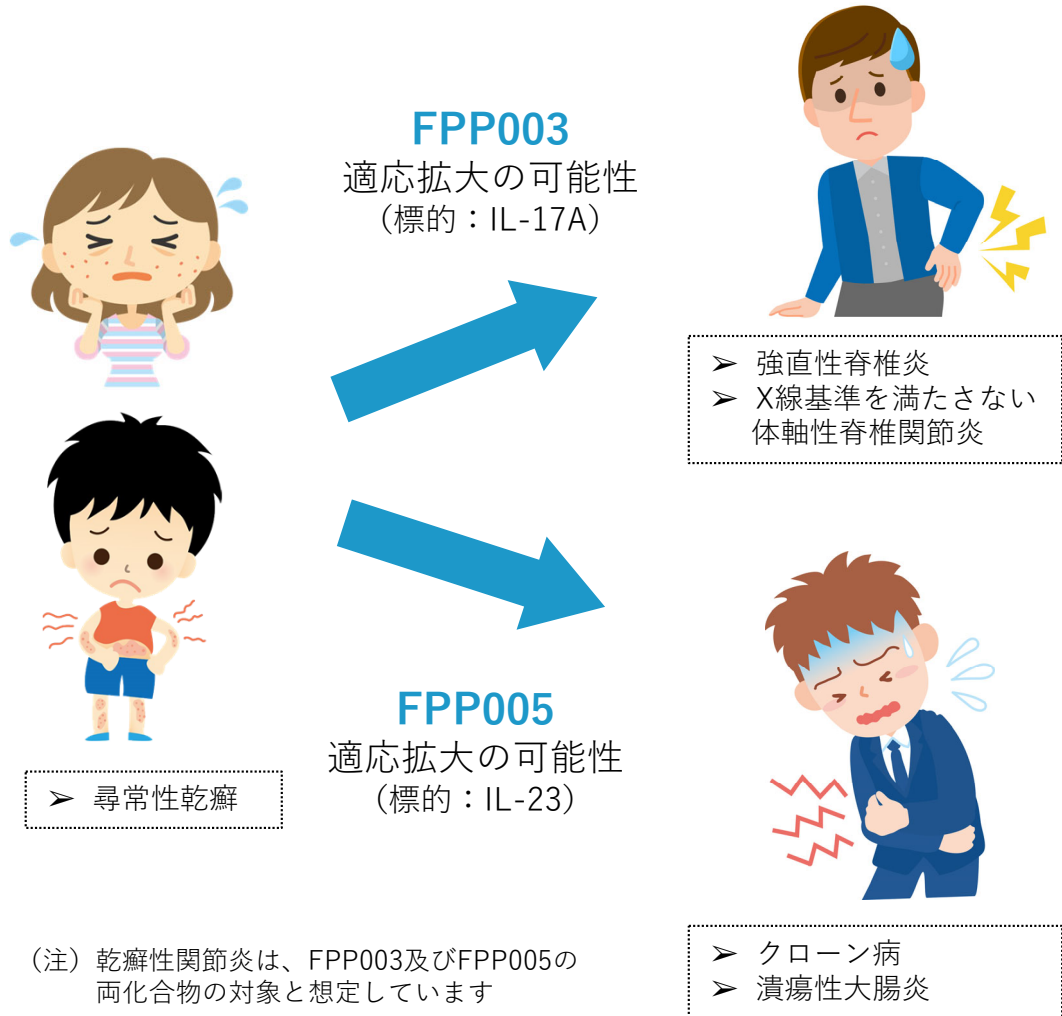 FPP003
適応拡大の可能性
（標的：IL-17A）
➢ 強直性脊椎炎
➢ X線基準を満たさない
体軸性脊椎関節炎
FPP005
適応拡大の可能性
（標的：IL-23）
➢ 尋常性乾癬
➢ クローン病
➢ 潰瘍性大腸炎
（注）乾癬性関節炎は、FPP003及びFPP005の
両化合物の対象と想定しています